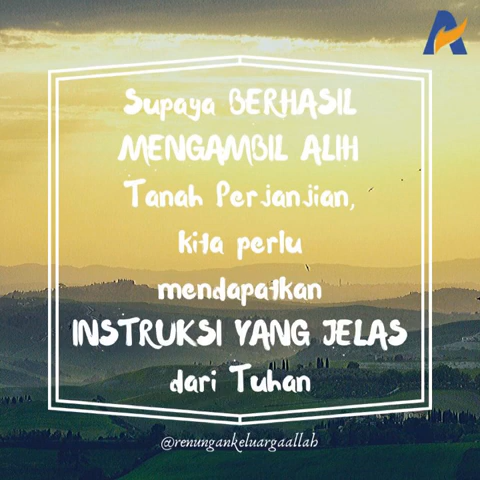 Supaya BERHASIL
MENGAMBIL ALIH
Tanah Perjanjian,
kita perlu
mendapatkan
INSTRUKSI YANG JELAS
dari Tuhan
@renungankeluargaallah